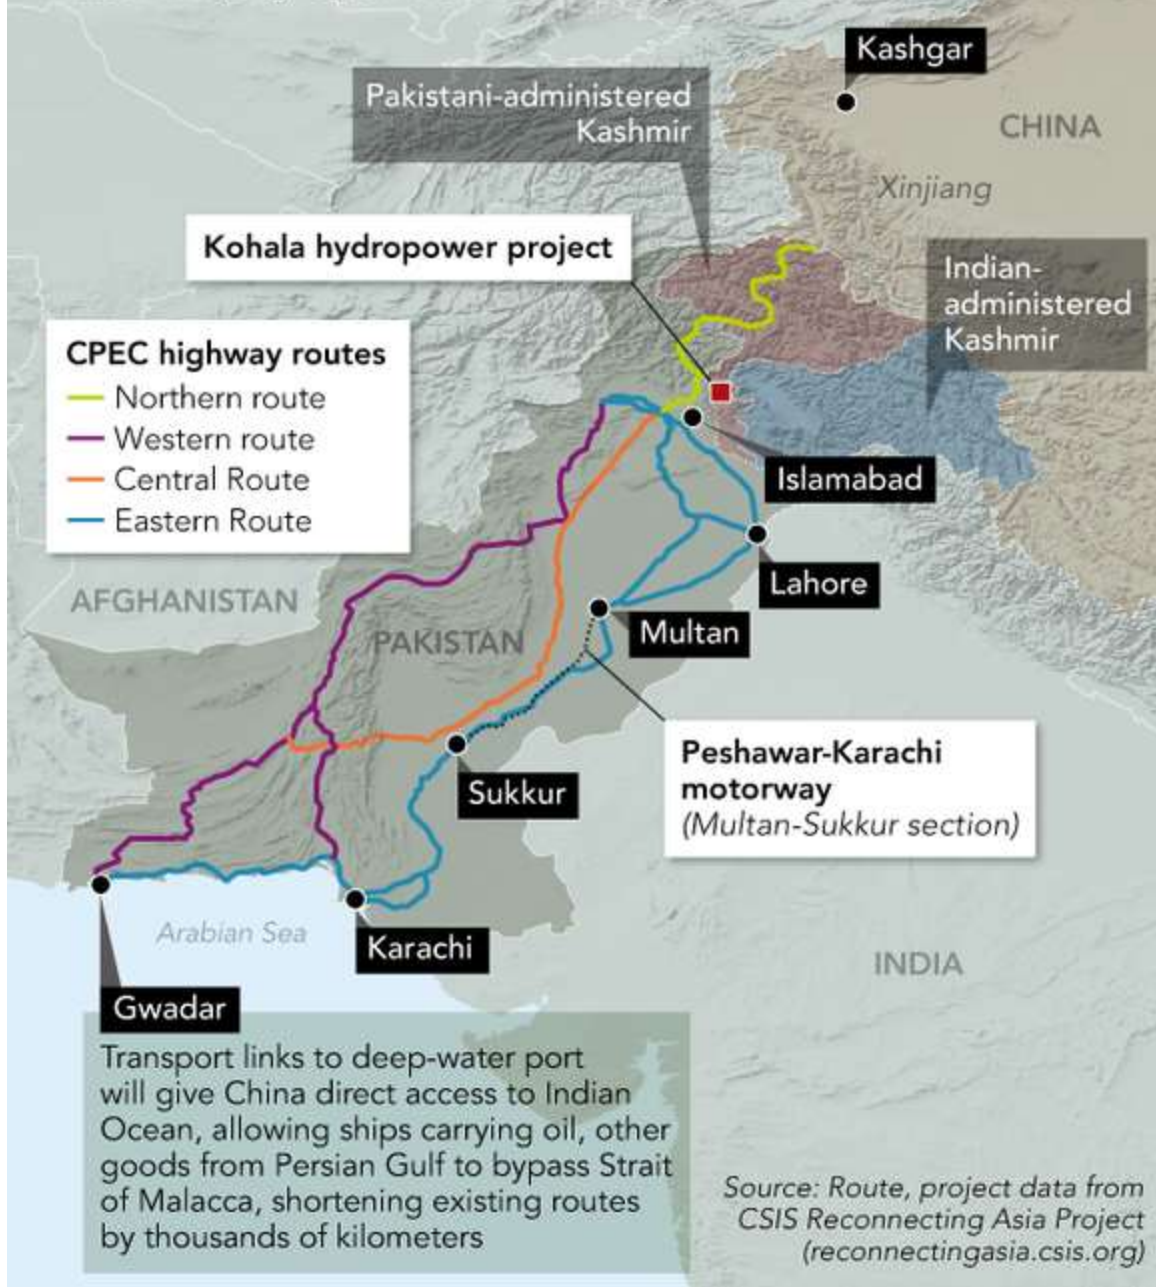 Kashgar
Pakistani-administered
Kashmir
CHINA
Xinjiang
Kohala hydropower project
Indian-
administered
Kashmir
CPEC highway routes
Northern route
Western route
Central Route
Eastern Route
Islamabad
Lahore
AFGHANISTAN
PAKISTAN
Multan
Peshawar-Karachi
motorway
(Multan-Sukkur section)
Sukkur
Arabian Sea
Karachi
INDIA
Gwadar
Transport links to deep-water port
will give China direct access to Indian
Ocean, allowing ships carrying oil, other
goods from Persian Gulf to bypass Strait
of Malacca, shortening existing routes
by thousands of kilometers
Source: Route, project data from
CSIS Reconnecting Asia Project
(reconnectingasia.csis.org)